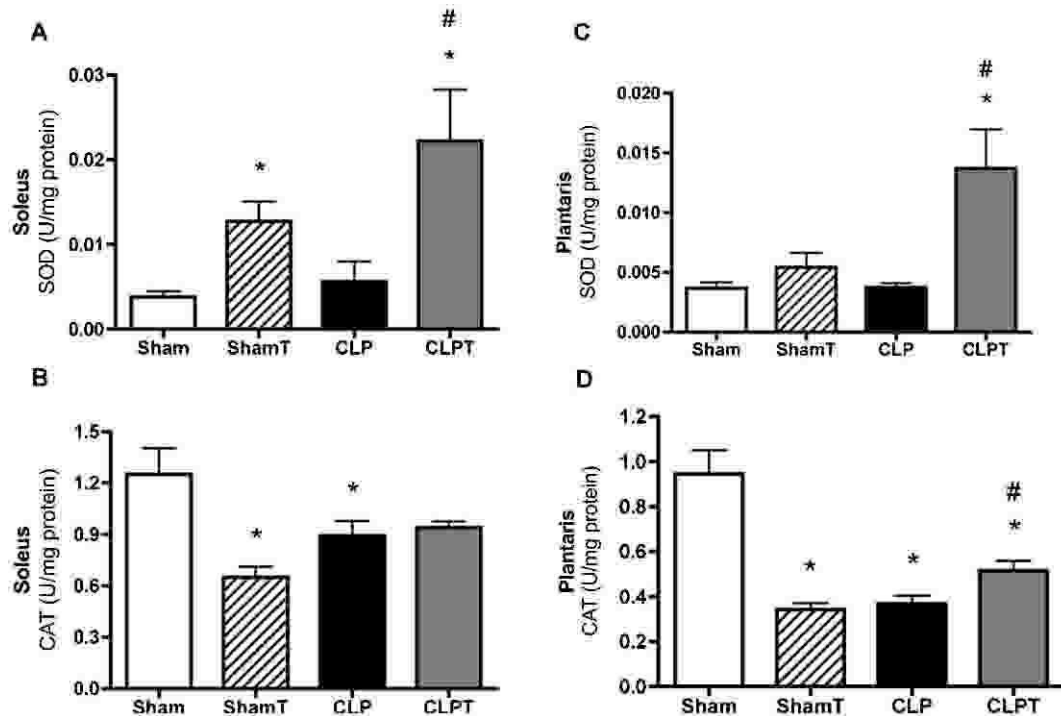 A
#
*
*
0.03
0.02
0.01
0.00
Soleus
SOD (U/mg protein)
Sham ShamT CLP CLPT
C
#
*
0.020
0.015
0.010
0.005
0.000
Plantaris
SOD (U/mg protein)
Sham ShamT CLP CLPT
B
*
*
1.5
1.2
0.9
0.6
0.3
0.0
Soleus
CAT (U/mg protein)
Sham ShamT CLP CLPT
D
#
*
*
*
1.2
1.0
0.8
0.6
0.4
0.2
0.0
Plantaris
CAT (U/mg protein)
Sham ShamT CLP CLPT